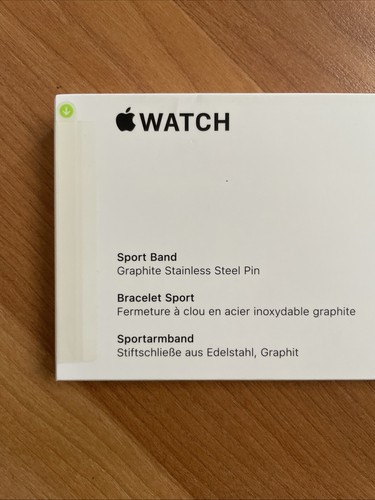 WATCH
Sport Band
Graphite Stainless Steel Pin
Bracelet Sport
Fermeture à clou en acier inoxydable graphite
Sportarmband
Stiftschließe aus Edelstahl, Graphit